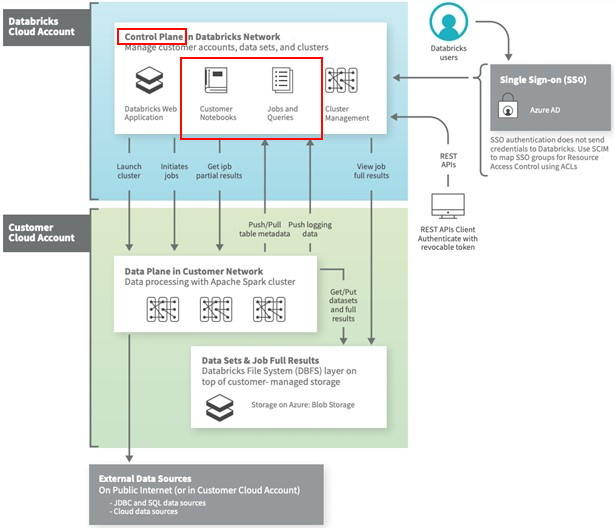 Databricks
Cloud Account
Control Plane in Databricks Network
Manage customer accounts, data sets, and clusters
Databricks Web
Application
Customer
Notebooks
Jobs and
Queries
Cluster
Management
Databricks
users
Single Sign-on (SSO)
Azure AD
SSO authentication does not send
credentials to Databricks. Use SCIM
to map SSO groups for Resource
Access Control using ACLs
Launch
cluster
Initiates
jobs
Get job
partial results
View job
full results
REST
APIs
REST APIs Client
Authenticate with
revocable token
Customer
Cloud Account
Push/Pull
table metadata
Push logging
data
Data Plane in Customer Network
Data processing with Apache Spark cluster
Get/Put
datasets
and full
results
Data Sets & Job Full Results
Databricks File System (DBFS) layer on
top of customer- managed storage
Storage on Azure: Blob Storage
External Data Sources
On Public Internet (or in Customer Cloud Account)
- JDBC and SQL data sources
- Cloud data sources